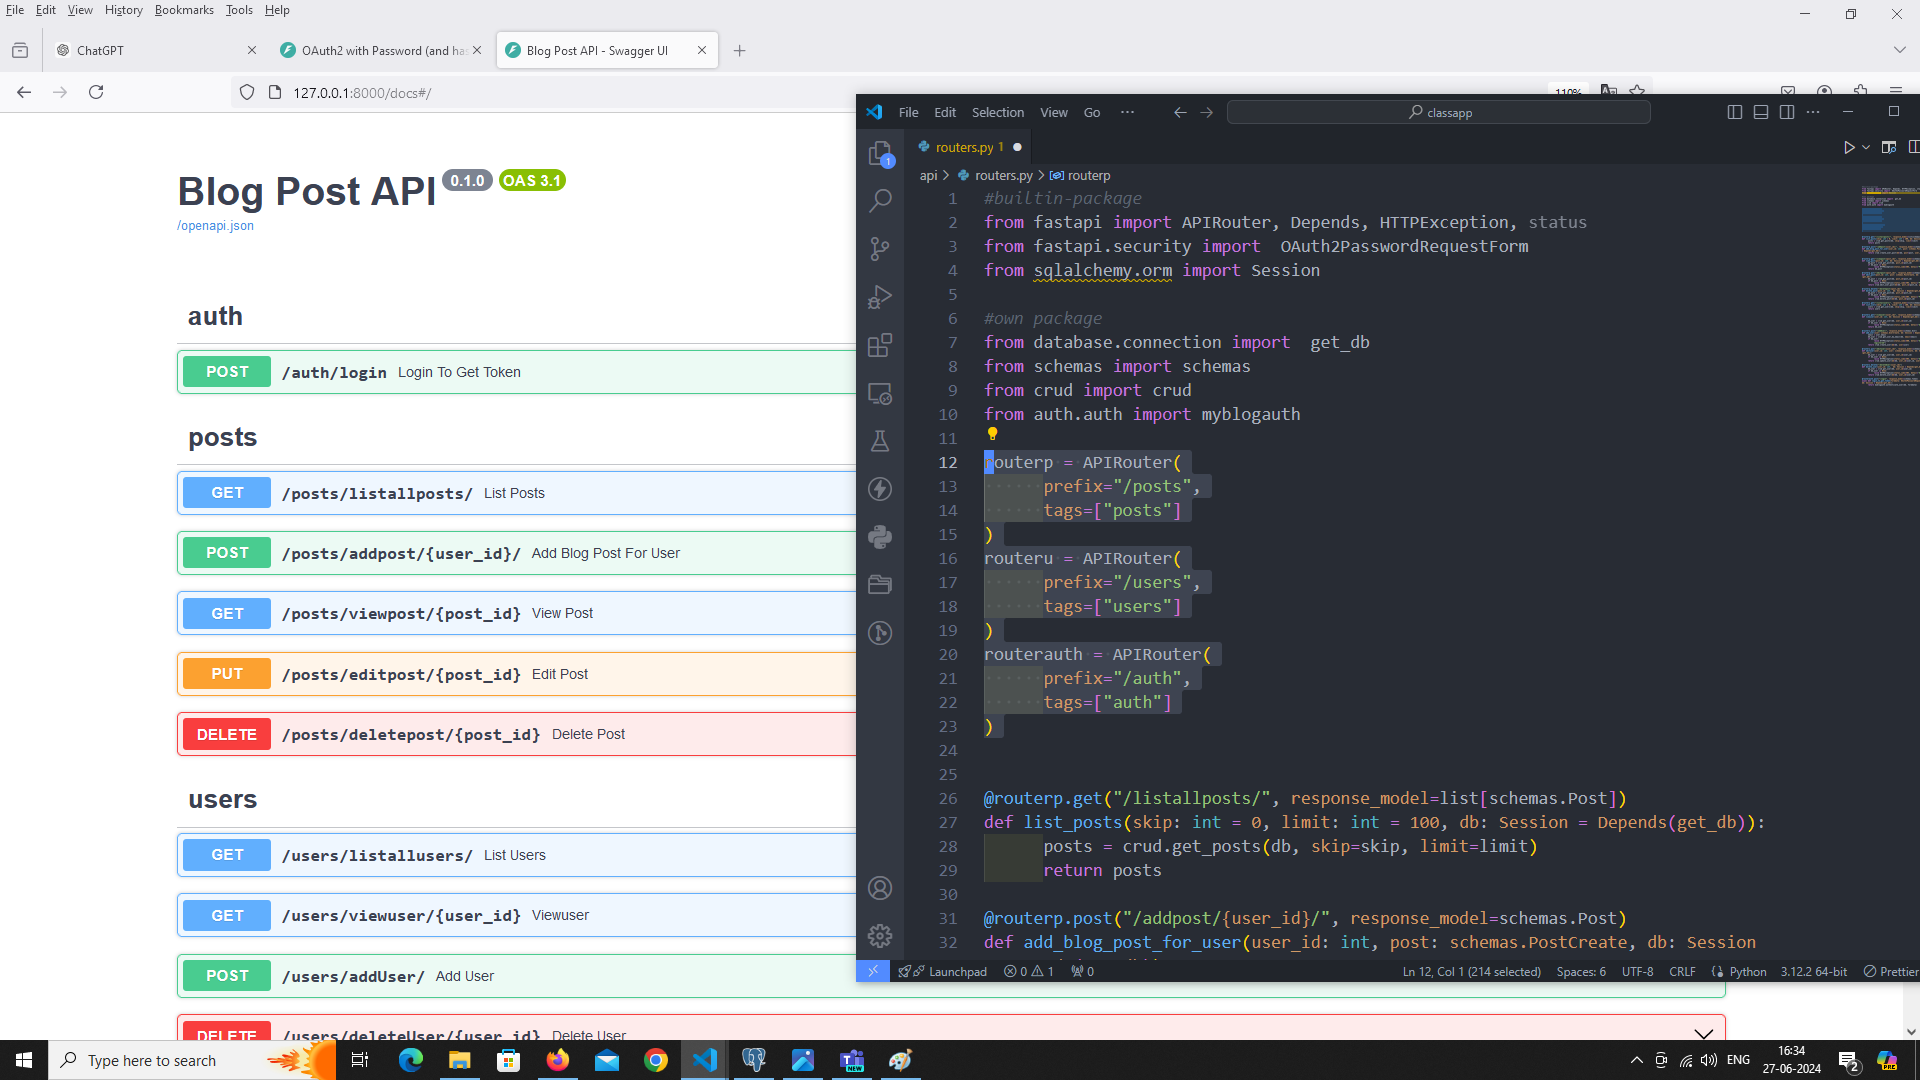 File Edit View History Bookmarks Tools Help
ChatGPT
OAuth2 with Password (and has
Blog Post API - Swagger UI
127.0.0.1:8000/docs#/
110%
Blog Post API 0.1.0 OAS 3.1
/openapi.json
auth
POST /auth/login Login To Get Token
posts
GET /posts/listallposts/ List Posts
POST /posts/addpost/{user_id}/ Add Blog Post For User
GET /posts/viewpost/{post_id} View Post
PUT /posts/editpost/{post_id} Edit Post
DELETE /posts/deletepost/{post_id} Delete Post
users
GET /users/listallusers/ List Users
GET /users/viewuser/{user_id} Viewuser
POST /users/addUser/ Add User
DELETE /users/deleteUser/{user_id} Delete User
File Edit Selection View Go ··· classapp
1
routers.py 1
api > routers.py > routerp
1 #builtin-package
2 from fastapi import APIRouter, Depends, HTTPException, status
3 from fastapi.security import  OAuth2PasswordRequestForm
4 from sqlalchemy.orm import Session
5
6 #own package
7 from database.connection import  get_db
8 from schemas import schemas
9 from crud import crud
10 from auth.auth import myblogauth
11
12 routerp = APIRouter(
13 prefix="/posts",
14 tags=["posts"]
15 )
16 routeru = APIRouter(
17 prefix="/users",
18 tags=["users"]
19 )
20 routerauth = APIRouter(
21 prefix="/auth",
22 tags=["auth"]
23 )
24
25
26 @routerp.get("/listallposts/", response_model=list[schemas.Post])
27 def list_posts(skip: int = 0, limit: int = 100, db: Session = Depends(get_db)):
28 posts = crud.get_posts(db, skip=skip, limit=limit)
29 return posts
30
31 @routerp.post("/addpost/{user_id}/", response_model=schemas.Post)
32 def add_blog_post_for_user(user_id: int, post: schemas.PostCreate, db: Session
Launchpad 0 1 0 Ln 12, Col 1 (214 selected) Spaces: 6 UTF-8 CRLF Python 3.12.2 64-bit Prettier
Type here to search
NEW
ENG
16:34
27-06-2024
2
PRE